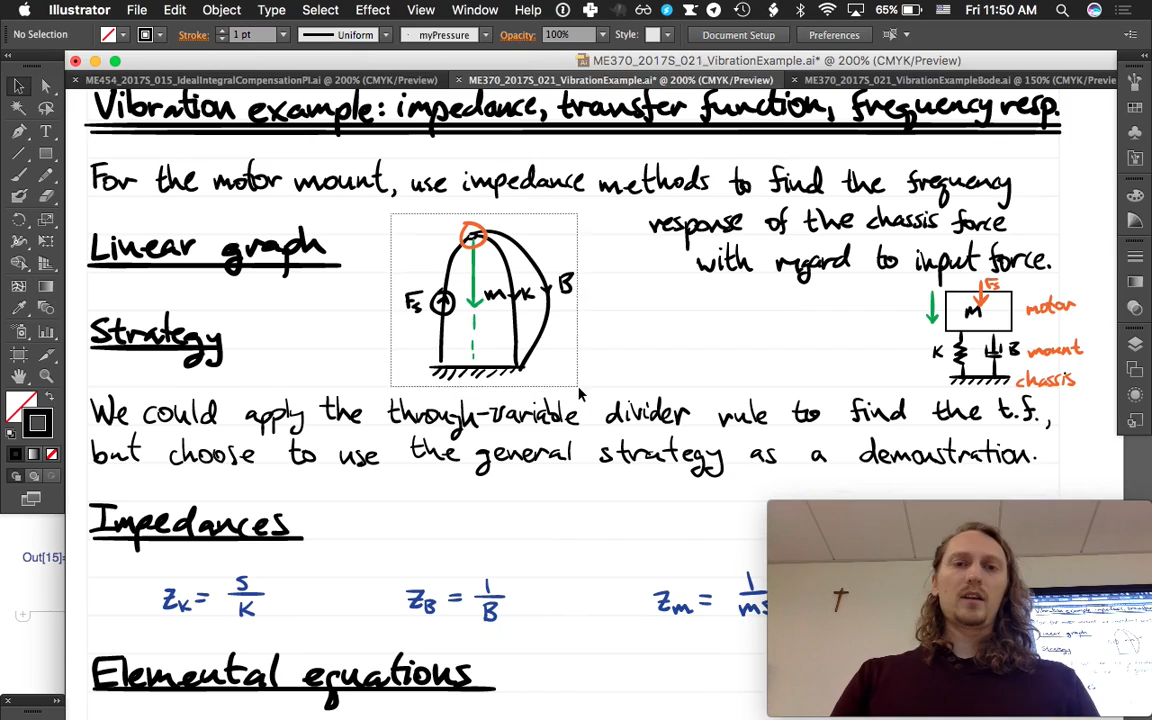 Illustrator File Edit Object Type Select Effect View Window Help 65% Fri 11:50 AM
No Selection Stroke: 1 pt Uniform myPressure Opacity: 100% Style: Document Setup Preferences
ME370_2017S_021_VibrationExample.ai* @ 200% (CMYK/Preview)
ME454_2017S_015_IdealIntegralCompensationPI.ai @ 200% (CMYK/Preview) ME370_2017S_021_VibrationExample.ai* @ 200% (CMYK/Preview) ME370_2017S_021_VibrationExampleBode.ai @ 150% (CMYK/Preview)
Vibration example: impedance, transfer function, frequency resp.
For the motor mount, use impedance methods to find the frequency
response of the chassis force
with regard to input force.
Linear graph
Fs m K B
Fs
m motor
K B mount
chassis
Strategy
We could apply the through-variable divider rule to find the t.f.,
but choose to use the general strategy as a demonstration.
Impedances
Out[15]=
ZK = s/K ZB = 1/B Zm = 1/ms
Elemental equations